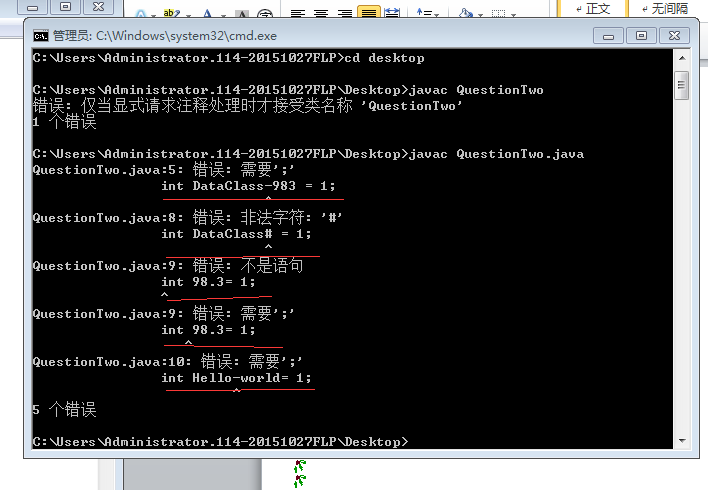 正文
无间隔
管理员: C:\Windows\system32\cmd.exe
C:\Users\Administrator.114-20151027FLP>cd desktop
C:\Users\Administrator.114-20151027FLP\Desktop>javac QuestionTwo
错误: 仅当显式请求注释处理时才接受类名称 'QuestionTwo'
1 个错误
C:\Users\Administrator.114-20151027FLP\Desktop>javac QuestionTwo.java
QuestionTwo.java:5: 错误: 需要';'
int DataClass-983 = 1;
^
QuestionTwo.java:8: 错误: 非法字符: '#'
int DataClass# = 1;
^
QuestionTwo.java:9: 错误: 不是语句
int 98.3= 1;
^
QuestionTwo.java:9: 错误: 需要';'
int 98.3= 1;
^
QuestionTwo.java:10: 错误: 需要';'
int Hello-world= 1;
^
5 个错误
C:\Users\Administrator.114-20151027FLP\Desktop>